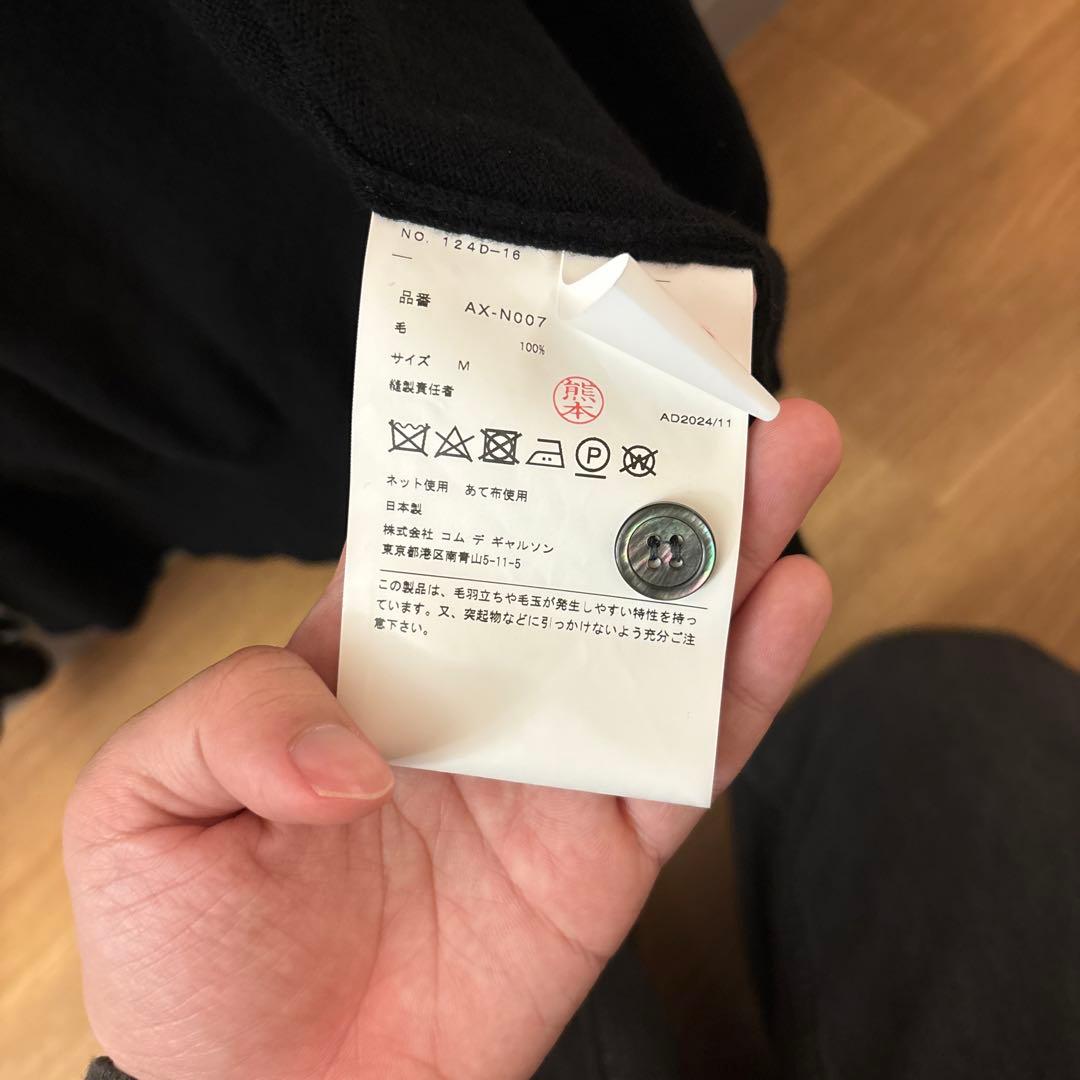 NO. 124D-16
品番 AX-N007
毛 100%
サイズ M
縫製責任者 熊本 AD2024/11
P W
ネット使用 あて布使用
日本製
株式会社 コム デ ギャルソン
東京都港区南青山5-11-5
この製品は、毛羽立ちや毛玉が発生しやすい特性を持っ
ています。又、突起物などに引っかけないよう充分ご注
意下さい。